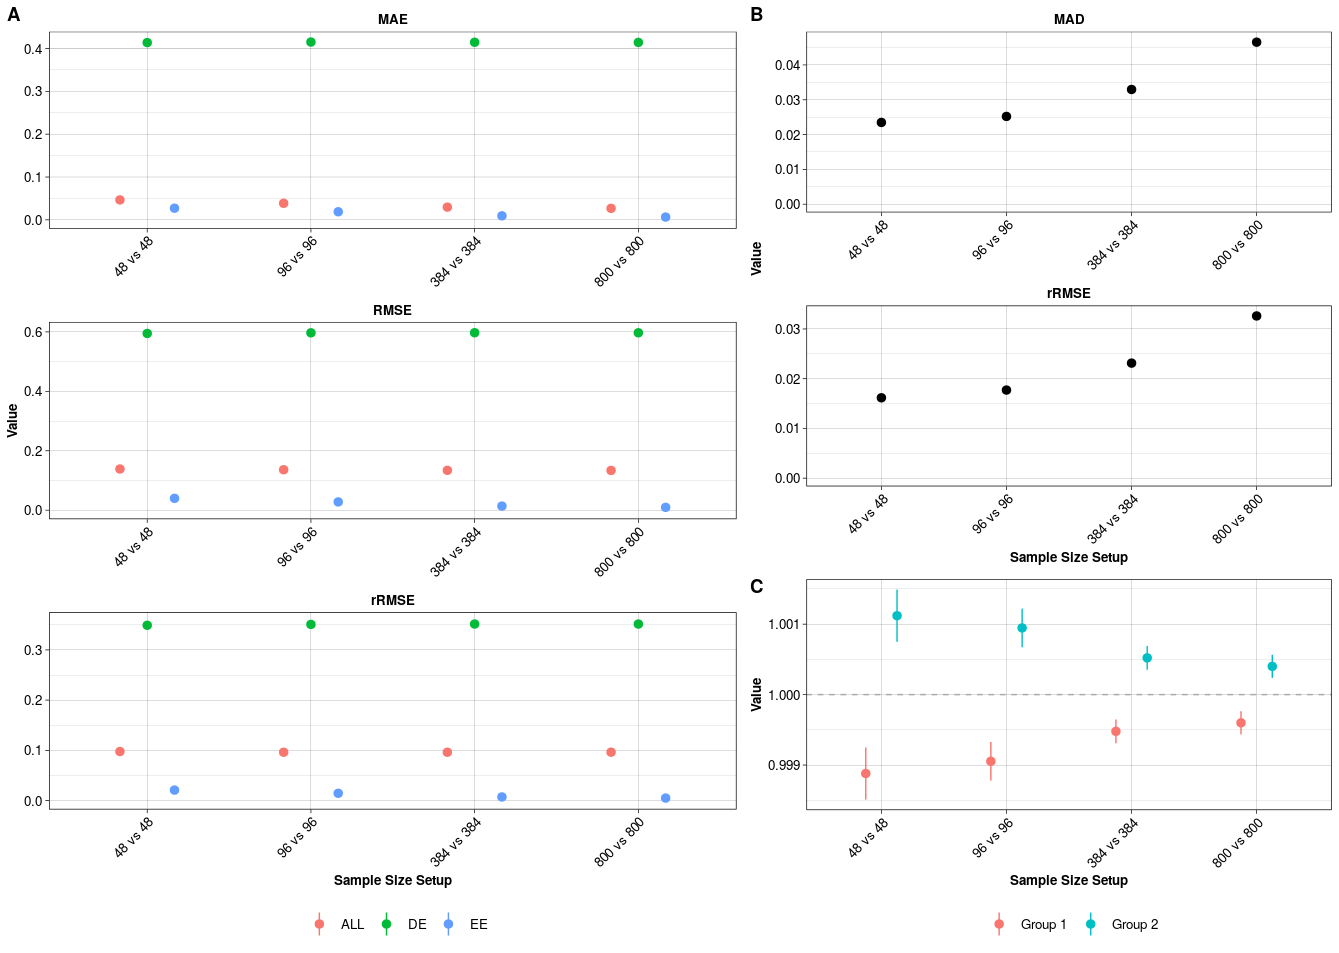 A
MAE
0.4
0.3
0.2
0.1
0.0
48 vs 48
96 vs 96
384 vs 384
800 vs 800
RMSE
Value
0.6
0.4
0.2
0.0
48 vs 48
96 vs 96
384 vs 384
800 vs 800
rRMSE
0.3
0.2
0.1
0.0
48 vs 48
96 vs 96
384 vs 384
800 vs 800
Sample Size Setup
ALL DE EE
B
MAD
0.04
0.03
0.02
0.01
0.00
48 vs 48
96 vs 96
384 vs 384
800 vs 800
Value
rRMSE
0.03
0.02
0.01
0.00
48 vs 48
96 vs 96
384 vs 384
800 vs 800
Sample Size Setup
C
Value
1.001
1.000
0.999
48 vs 48
96 vs 96
384 vs 384
800 vs 800
Sample Size Setup
Group 1 Group 2